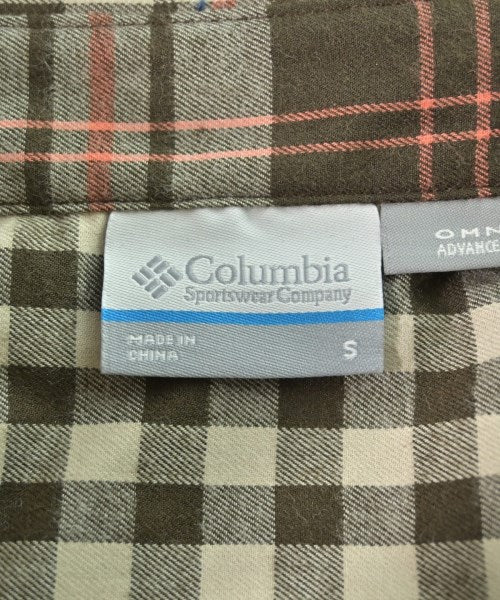 Columbia
Sportswear Company
MADE IN
CHINA
S
OMN
ADVANCE